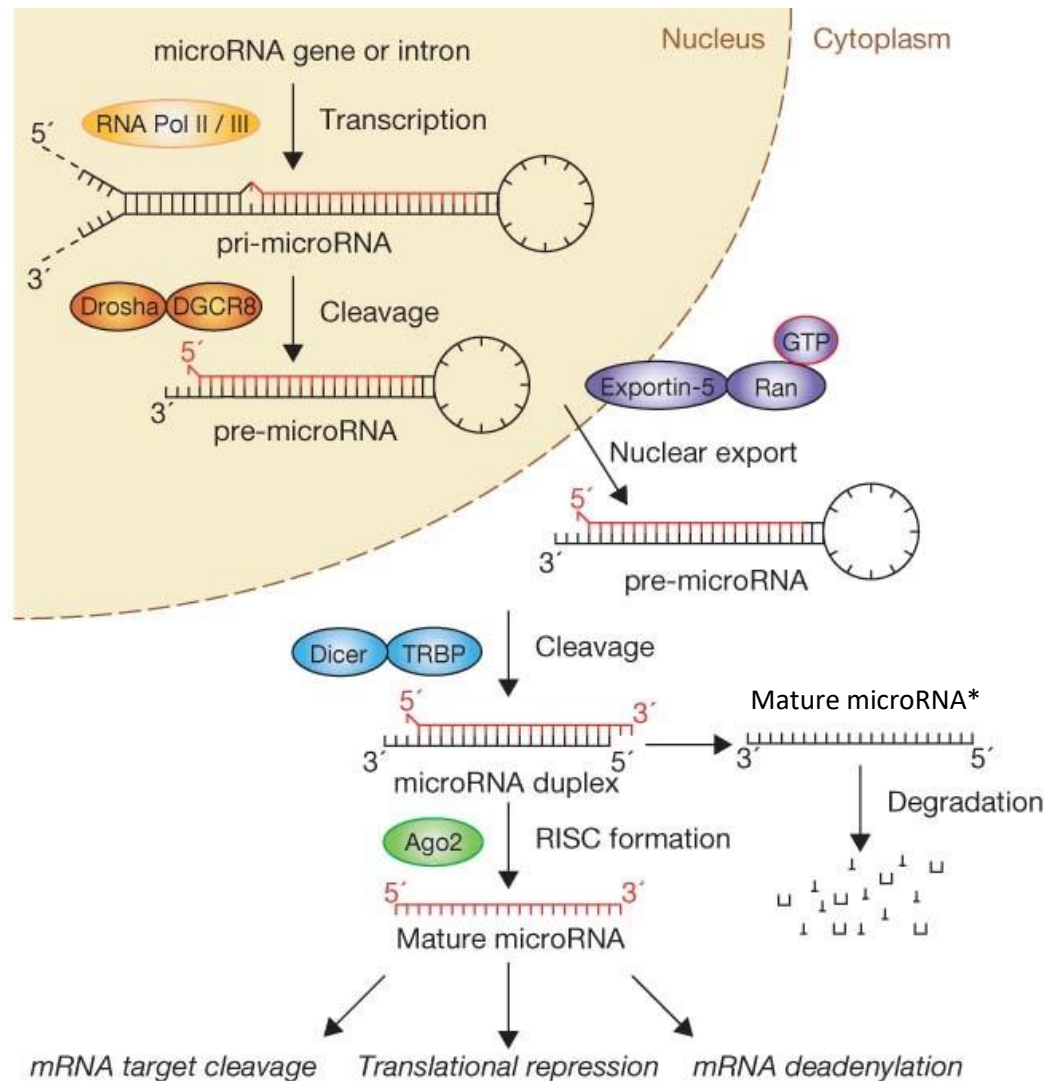 microRNA gene or intron
Nucleus
Cytoplasm
RNA Pol II / III
Transcription
5´
pri-microRNA
3´
Drosha
DGCR8
Cleavage
5´
3´
pre-microRNA
GTP
Exportin-5
Ran
Nuclear export
5´
3´
pre-microRNA
Dicer
TRBP
Cleavage
5´
3´
3´
5´
microRNA duplex
Mature microRNA*
3´
5´
Degradation
Ago2
RISC formation
5´
3´
Mature microRNA
mRNA target cleavage
Translational repression
mRNA deadenylation